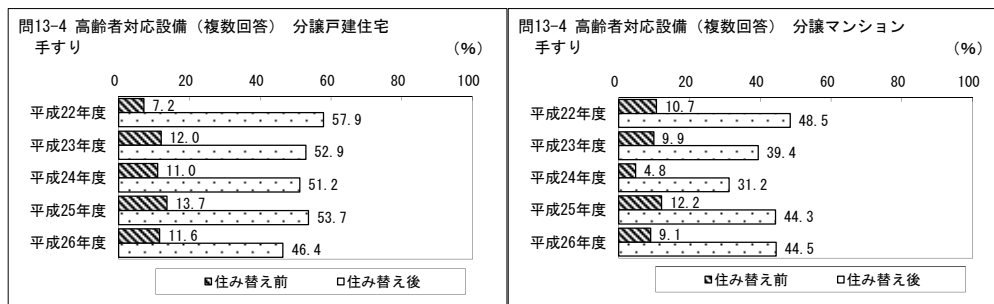 問13-4 高齢者対応設備（複数回答） 分譲戸建住宅
手すり (%)
0 20 40 60 80 100
平成22年度 7.2 57.9
平成23年度 12.0 52.9
平成24年度 11.0 51.2
平成25年度 13.7 53.7
平成26年度 11.6 46.4
住み替え前 住み替え後
問13-4 高齢者対応設備（複数回答） 分譲マンション
手すり (%)
0 20 40 60 80 100
平成22年度 10.7 48.5
平成23年度 9.9 39.4
平成24年度 4.8 31.2
平成25年度 12.2 44.3
平成26年度 9.1 44.5
住み替え前 住み替え後